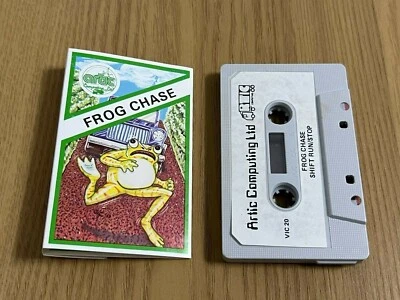 artic
FROG CHASE
Artic Computing Ltd
FROG CHASE
SHIFT RUN/STOP
VIC 20